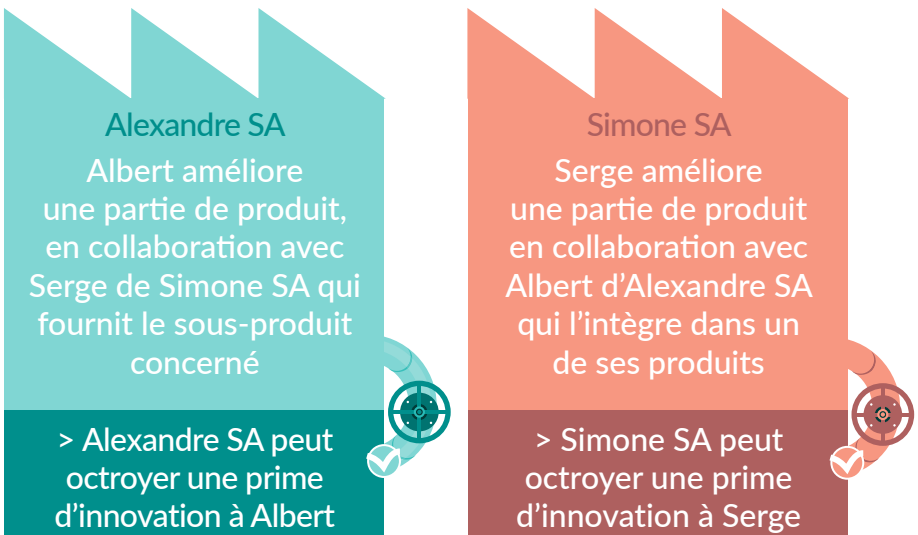 Alexandre SA
Albert améliore
une partie de produit,
en collaboration avec
Serge de Simone SA qui
fournit le sous-produit
concerné
> Alexandre SA peut
octroyer une prime
d’innovation à Albert
Simone SA
Serge améliore
une partie de produit
en collaboration avec
Albert d’Alexandre SA
qui l’intègre dans un
de ses produits
> Simone SA peut
octroyer une prime
d’innovation à Serge